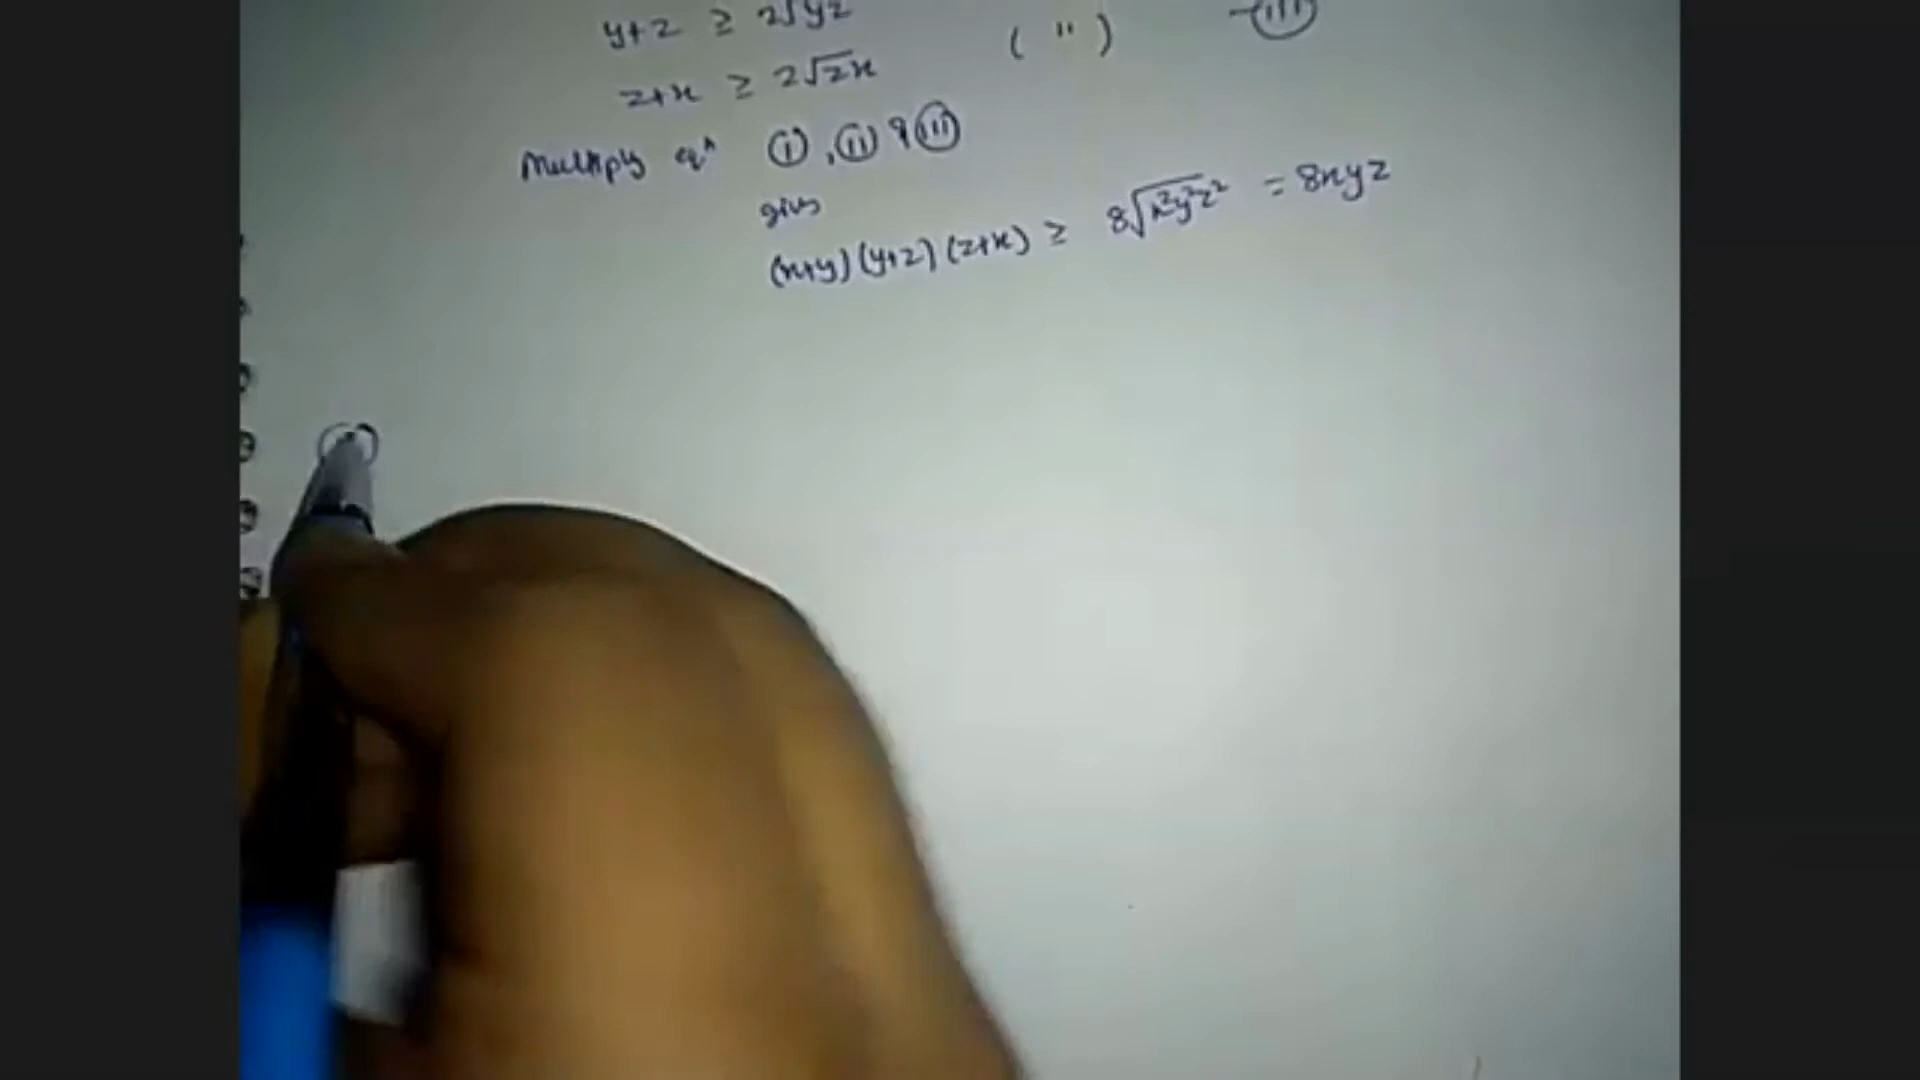 y+z ≥ 2√yz
z+x ≥ 2√zx ( " ) -(iii)
Multiply eqⁿ (i), (ii) & (iii)
gives
(x+y) (y+z) (z+x) ≥ 8√x²y²z² = 8xyz